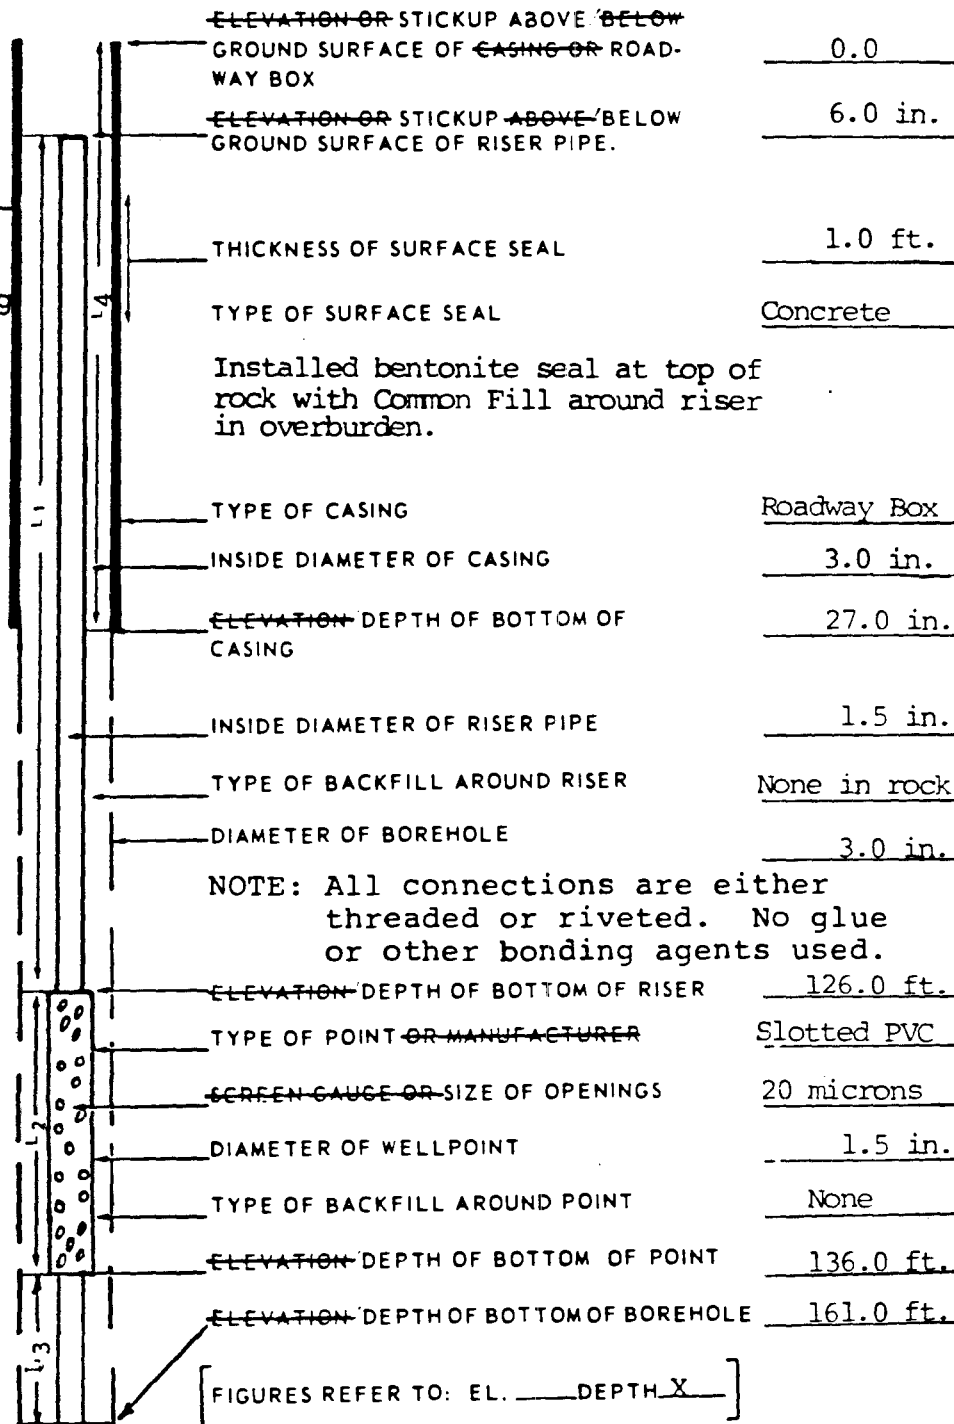 ELEVATION OR STICKUP ABOVE/BELOW
GROUND SURFACE OF CASING OR ROAD-
WAY BOX
0.0
ELEVATION OR STICKUP ABOVE/BELOW
GROUND SURFACE OF RISER PIPE.
6.0 in.
THICKNESS OF SURFACE SEAL
1.0 ft.
TYPE OF SURFACE SEAL
Concrete
L4
Installed bentonite seal at top of
rock with Common Fill around riser
in overburden.
L1
TYPE OF CASING
Roadway Box
INSIDE DIAMETER OF CASING
3.0 in.
ELEVATION/DEPTH OF BOTTOM OF
CASING
27.0 in.
INSIDE DIAMETER OF RISER PIPE
1.5 in.
TYPE OF BACKFILL AROUND RISER
None in rock
DIAMETER OF BOREHOLE
3.0 in.
NOTE: All connections are either
threaded or riveted. No glue
or other bonding agents used.
ELEVATION/DEPTH OF BOTTOM OF RISER
126.0 ft.
TYPE OF POINT OR MANUFACTURER
Slotted PVC
SCREEN GAUGE OR SIZE OF OPENINGS
20 microns
L2
DIAMETER OF WELLPOINT
1.5 in.
TYPE OF BACKFILL AROUND POINT
None
ELEVATION/DEPTH OF BOTTOM OF POINT
136.0 ft.
ELEVATION/DEPTH OF BOTTOM OF BOREHOLE
161.0 ft.
L3
[FIGURES REFER TO: EL. ____DEPTH X ]